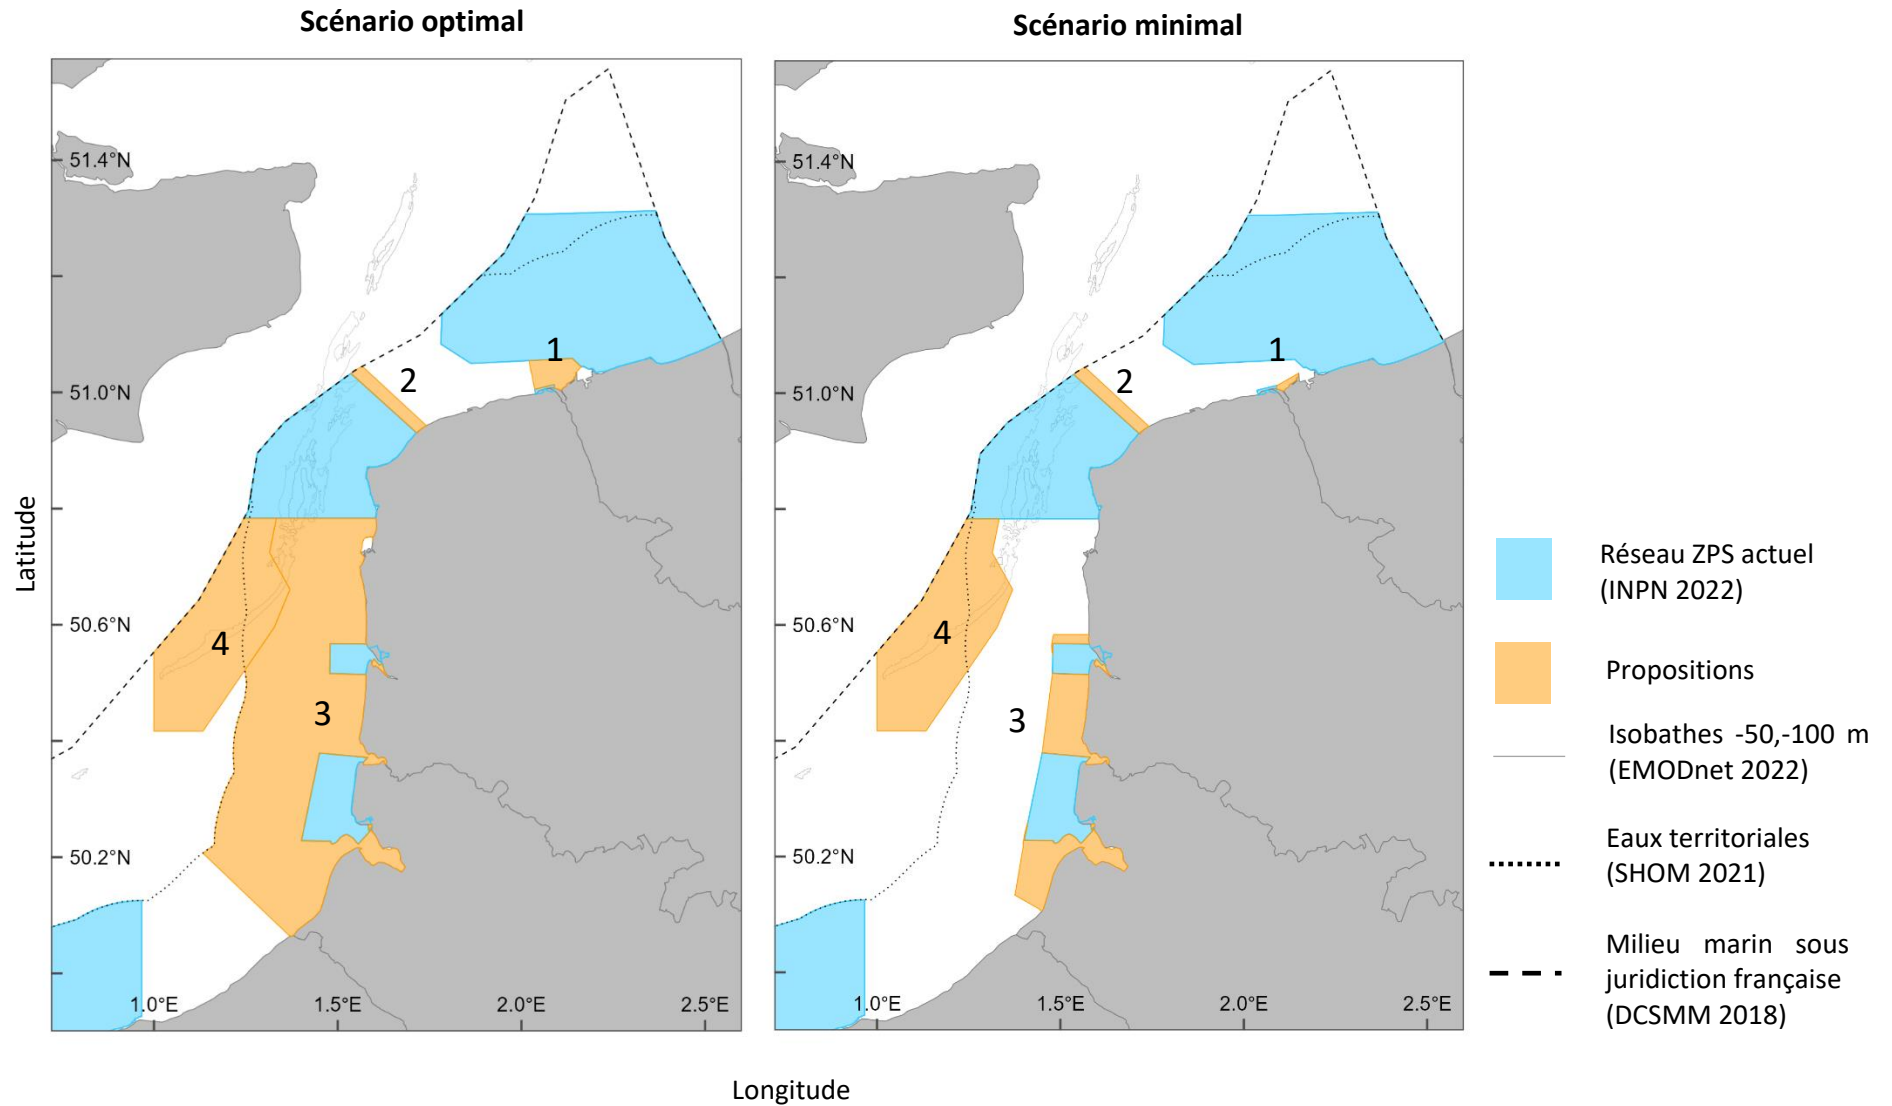 Scénario optimal
Scénario minimal
Latitude
51.4°N
51.0°N
50.6°N
50.2°N
1.0°E
1.5°E
2.0°E
2.5°E
1
2
3
4
51.4°N
51.0°N
50.6°N
50.2°N
1.0°E
1.5°E
2.0°E
2.5°E
1
2
3
4
Longitude
Réseau ZPS actuel
(INPN 2022)
Propositions
Isobathes -50,-100 m
(EMODnet 2022)
Eaux territoriales
(SHOM 2021)
Milieu marin sous
juridiction française
(DCSMM 2018)